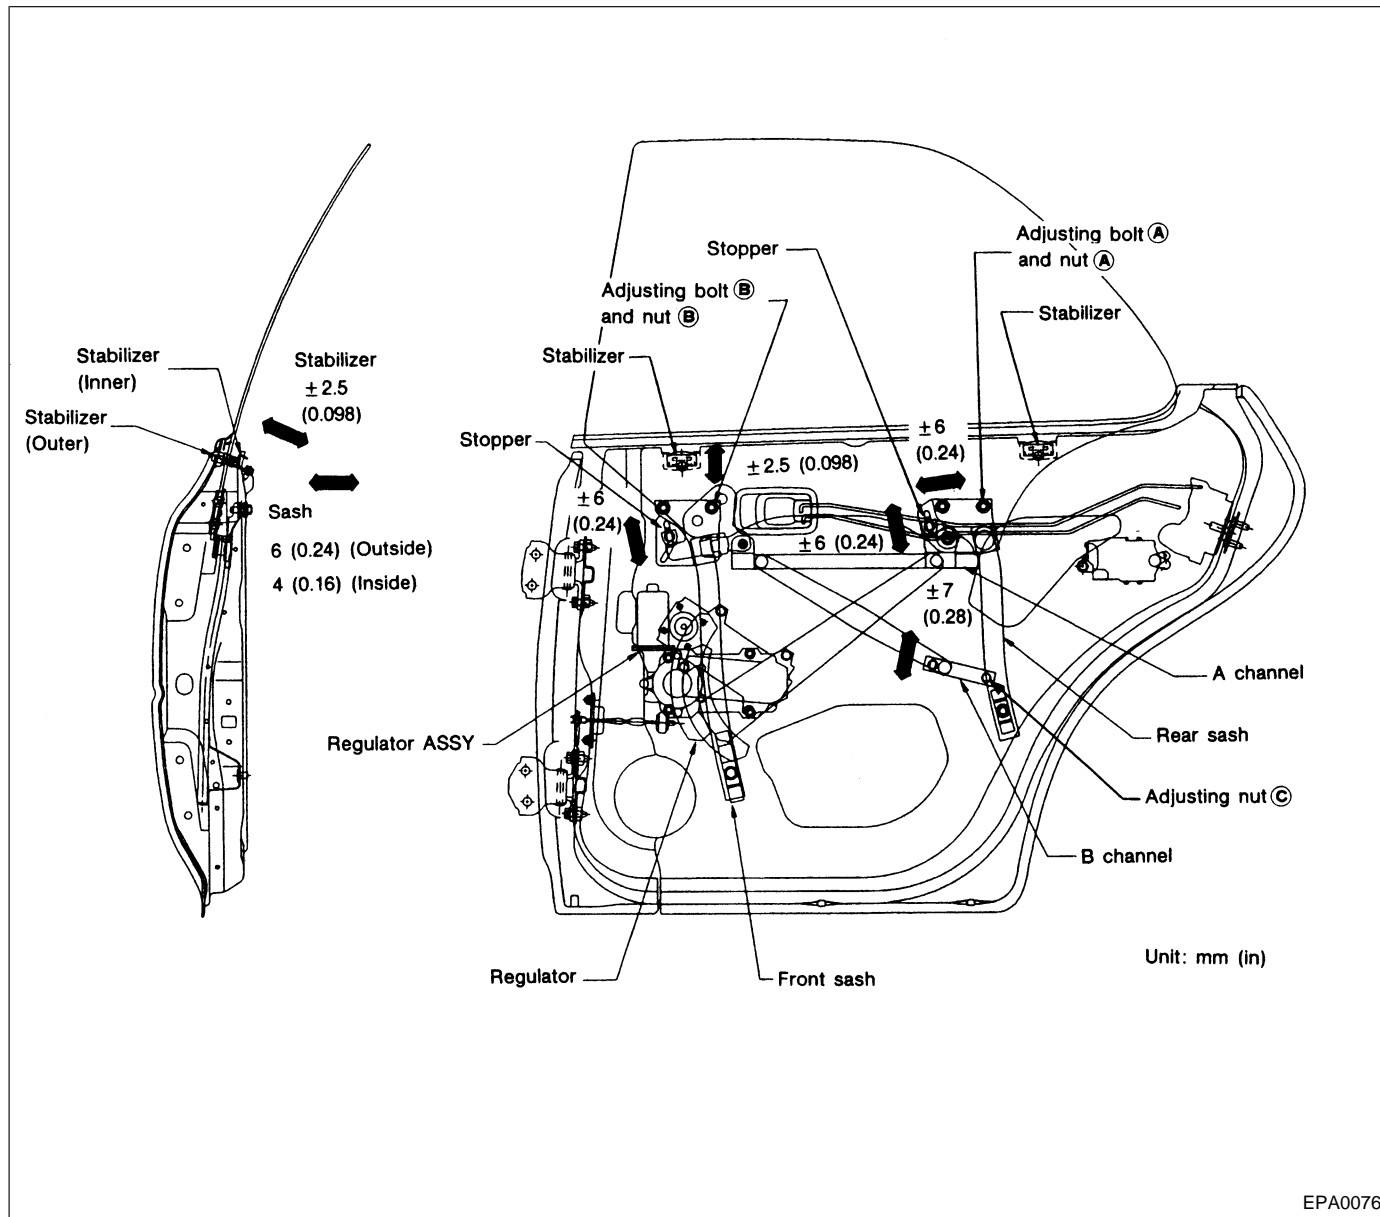 Stopper
Adjusting bolt Ⓐ
and nut Ⓐ
Adjusting bolt Ⓑ
and nut Ⓑ
Stabilizer
Stabilizer
(Inner)
Stabilizer
±2.5
(0.098)
Stabilizer
Stabilizer
(Outer)
Stopper
±6
(0.24)
±2.5 (0.098)
±6
(0.24)
Sash
6 (0.24) (Outside)
4 (0.16) (Inside)
±6 (0.24)
±7
(0.28)
A channel
Regulator ASSY
Rear sash
Adjusting nut Ⓒ
B channel
Unit: mm (in)
Regulator
Front sash
EPA0076